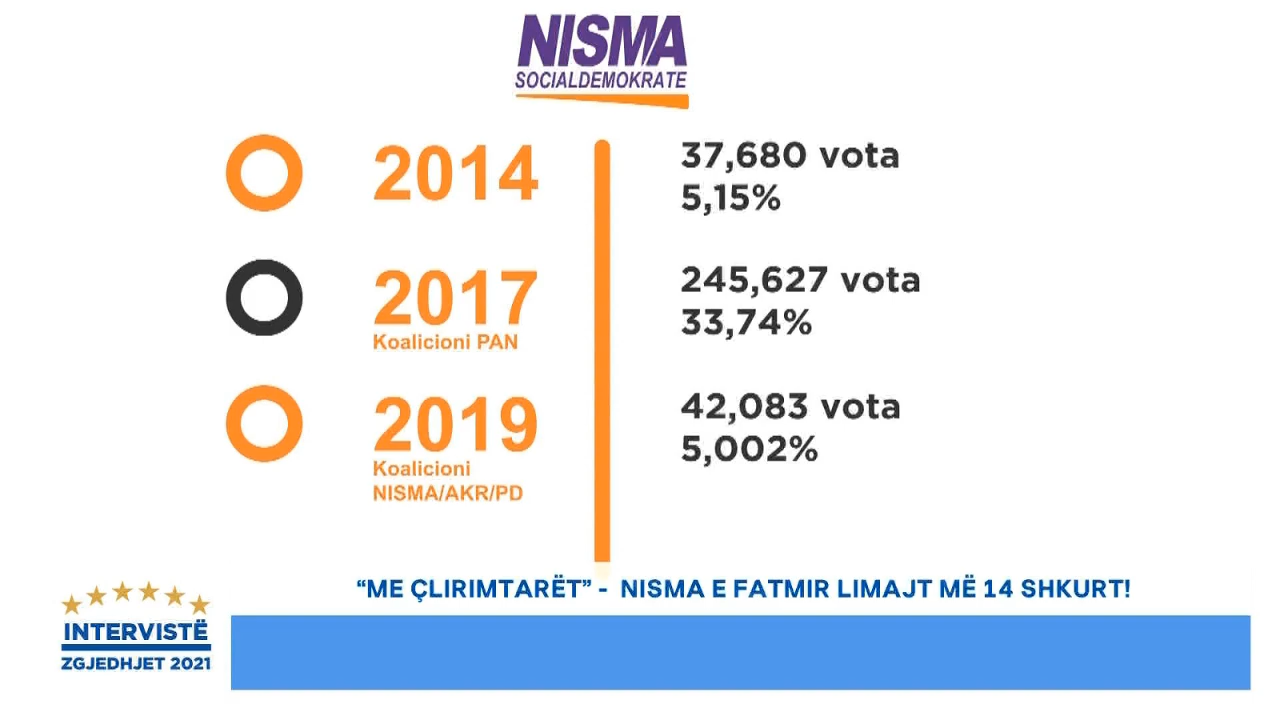 NISMA
SOCIALDEMOKRATE
2014
37,680 vota
5,15%
2017
Koalicioni PAN
245,627 vota
33,74%
2019
Koalicioni
NISMA/AKR/PD
42,083 vota
5,002%
“ME ÇLIRIMTARËT” - NISMA E FATMIR LIMAJT MË 14 SHKURT!
INTERVISTË
ZGJEDHJET 2021